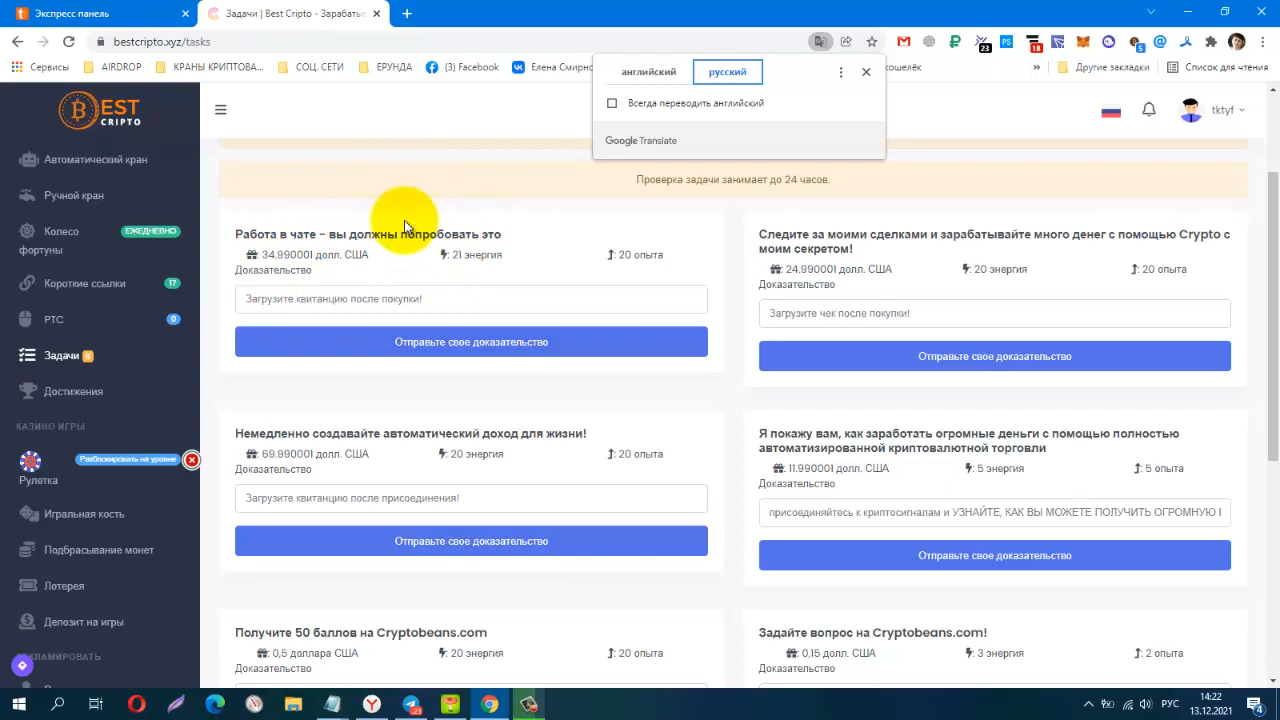 Экспресс панель
Задачи | Best Cripto - Зарабаты
bestcripto.xyz/tasks
23
18
5
Сервисы
AIRDROP
КРАНЫ КРИПТОВА...
СОЦ. СЕТИ
ЕРУНДА
(3) Facebook
Елена Смирно
кошелёк
»
Другие закладки
Список для чтения
английский
русский
Всегда переводить английский
Google Translate
BEST
CRIPTO
tktyf
Автоматический кран
Ручной кран
Колесо фортуны
ЕЖЕДНЕВНО
Короткие ссылки
17
PTC
0
Задачи
6
Достижения
КАЗИНО ИГРЫ
Разблокировать на уровне
Рулетка
Игральная кость
Подбрасывание монет
Лотерея
Депозит на игры
РЕКЛАМИРОВАТЬ
Проверка задачи занимает до 24 часов.
Работа в чате - вы должны попробовать это
: 34.990001 долл. США
: 21 энергия
: 20 опыта
Доказательство
Загрузите квитанцию после покупки!
Отправьте свое доказательство
Следите за моими сделками и зарабатывайте много денег с помощью Crypto с
моим секретом!
: 24.990001 долл. США
: 20 энергия
: 20 опыта
Доказательство
Загрузите чек после покупки!
Отправьте свое доказательство
Немедленно создавайте автоматический доход для жизни!
: 69.990001 долл. США
: 20 энергия
: 20 опыта
Доказательство
Загрузите квитанцию после присоединения!
Отправьте свое доказательство
Я покажу вам, как заработать огромные деньги с помощью полностью
автоматизированной криптовалютной торговли
: 11.990001 долл. США
: 5 энергия
: 5 опыта
Доказательство
присоединяйтесь к криптосигналам и УЗНАЙТЕ, КАК ВЫ МОЖЕТЕ ПОЛУЧИТЬ ОГРОМНУЮ
Отправьте свое доказательство
Получите 50 баллов на Cryptobeans.com
: 0,5 доллара США
: 20 энергия
: 20 опыта
Доказательство
Задайте вопрос на Cryptobeans.com!
: 0,15 долл. США
: 3 энергия
: 2 опыта
Доказательство
23
РУС
14:22
13.12.2021
4